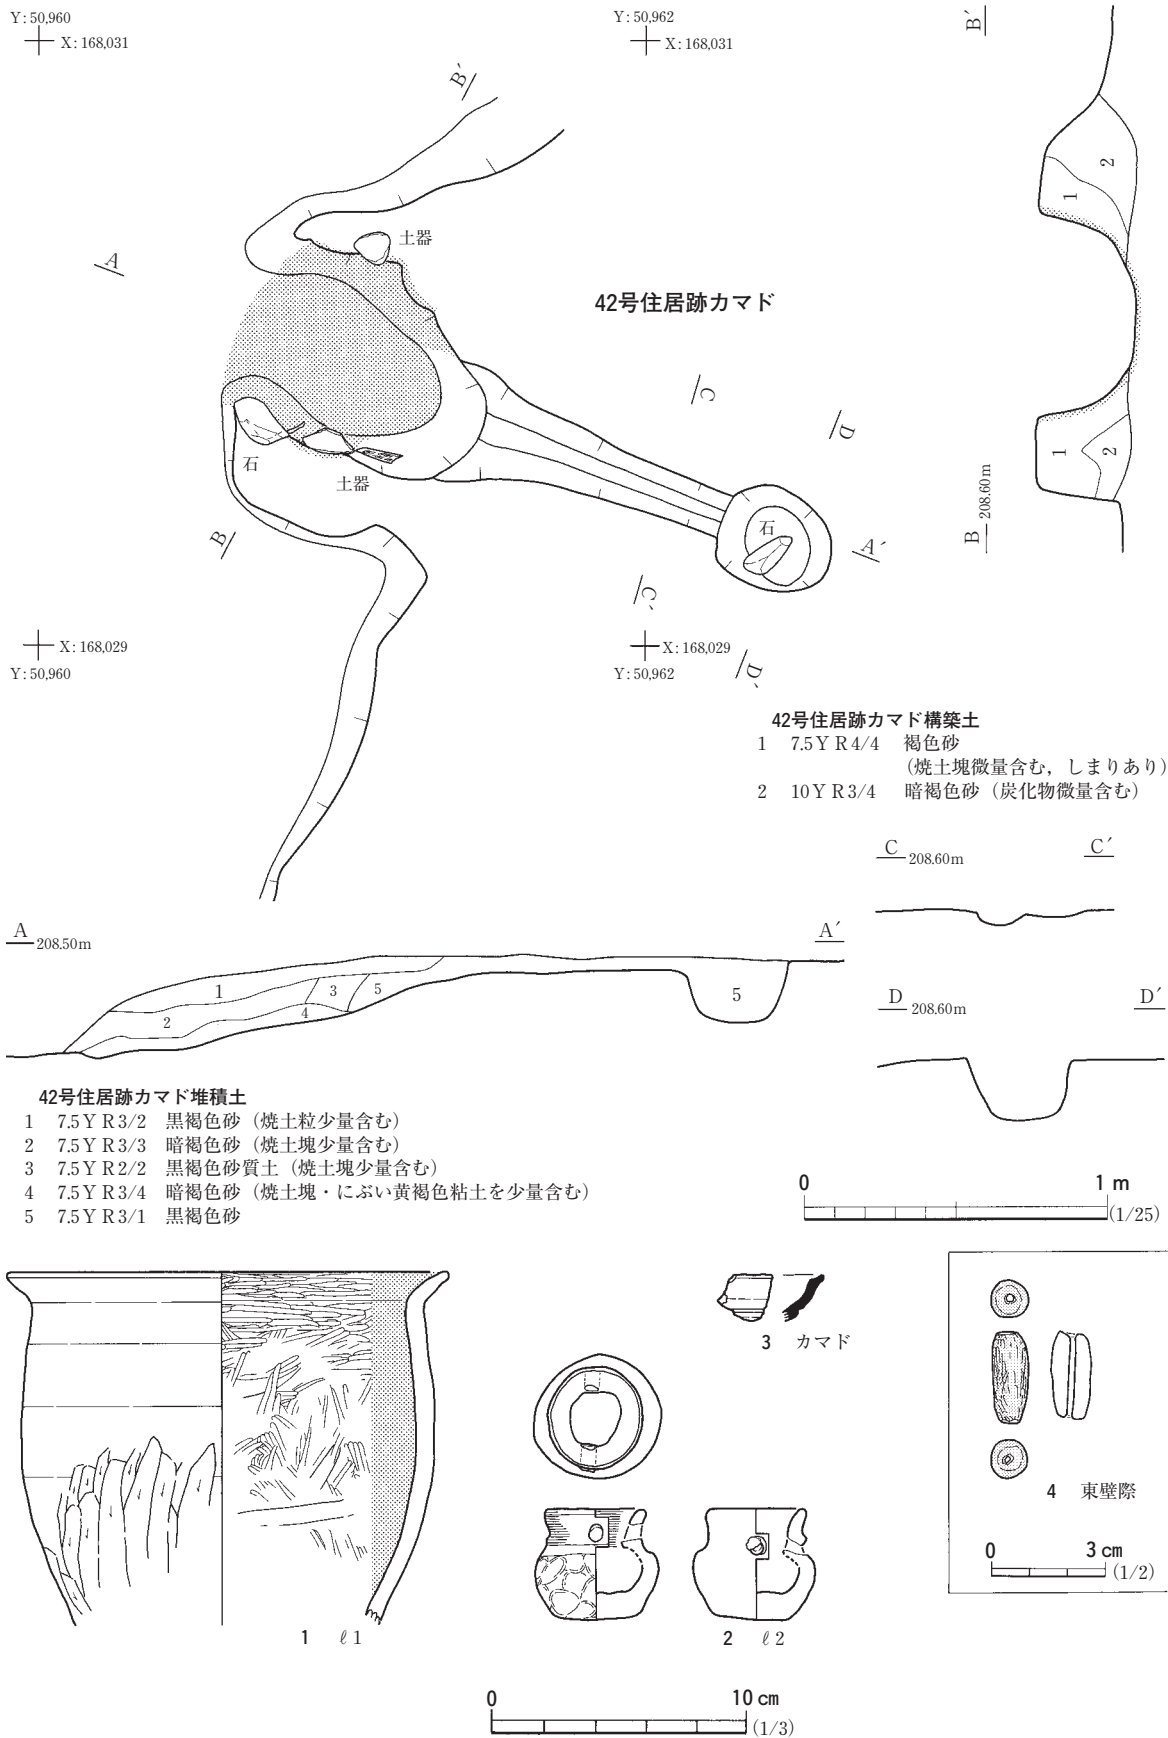 Y: 50,960
X: 168,031
Y: 50,962
X: 168,031
B′
B′
A
土器
42号住居跡カマド
2
1
C
D
石
土器
1
2
石
A′
B
B 208.60m
C′
X: 168,029
Y: 50,960
X: 168,029
Y: 50,962
D′
42号住居跡カマド構築土
1 7.5YR4/4 褐色砂
(焼土塊微量含む，しまりあり)
2 10YR3/4 暗褐色砂（炭化物微量含む）
C 208.60m C′
A 208.50m A′
1
2
3
4
5
5
D 208.60m D′
42号住居跡カマド堆積土
1 7.5YR3/2 黒褐色砂（焼土粒少量含む）
2 7.5YR3/3 暗褐色砂（焼土塊少量含む）
3 7.5YR2/2 黒褐色砂質土（焼土塊少量含む）
4 7.5YR3/4 暗褐色砂（焼土塊・にぶい黄褐色粘土を少量含む）
5 7.5YR3/1 黒褐色砂
0 1 m
(1/25)
3 カマド
4 東壁際
0 3 cm
(1/2)
1 ℓ1
2 ℓ2
0 10 cm
(1/3)